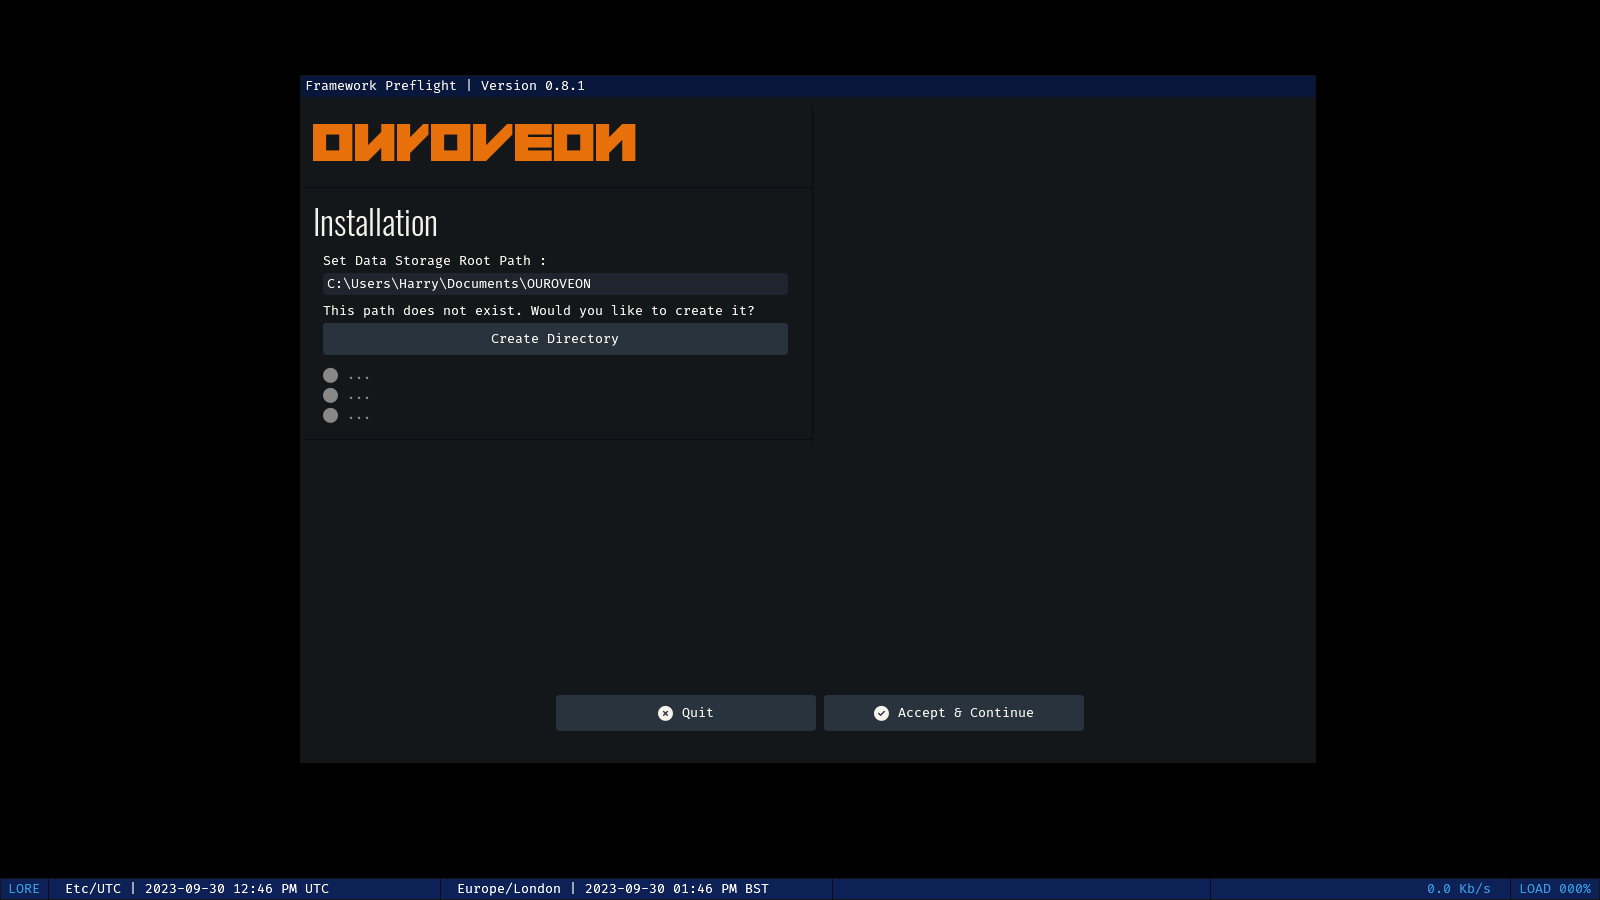 Framework Preflight | Version 0.8.1
OUROVEON
Installation
Set Data Storage Root Path :
C:\Users\Harry\Documents\OUROVEON
This path does not exist. Would you like to create it?
Create Directory
...
...
...
Quit
Accept & Continue
LORE
Etc/UTC | 2023-09-30 12:46 PM UTC
Europe/London | 2023-09-30 01:46 PM BST
0.0 Kb/s
LOAD 000%